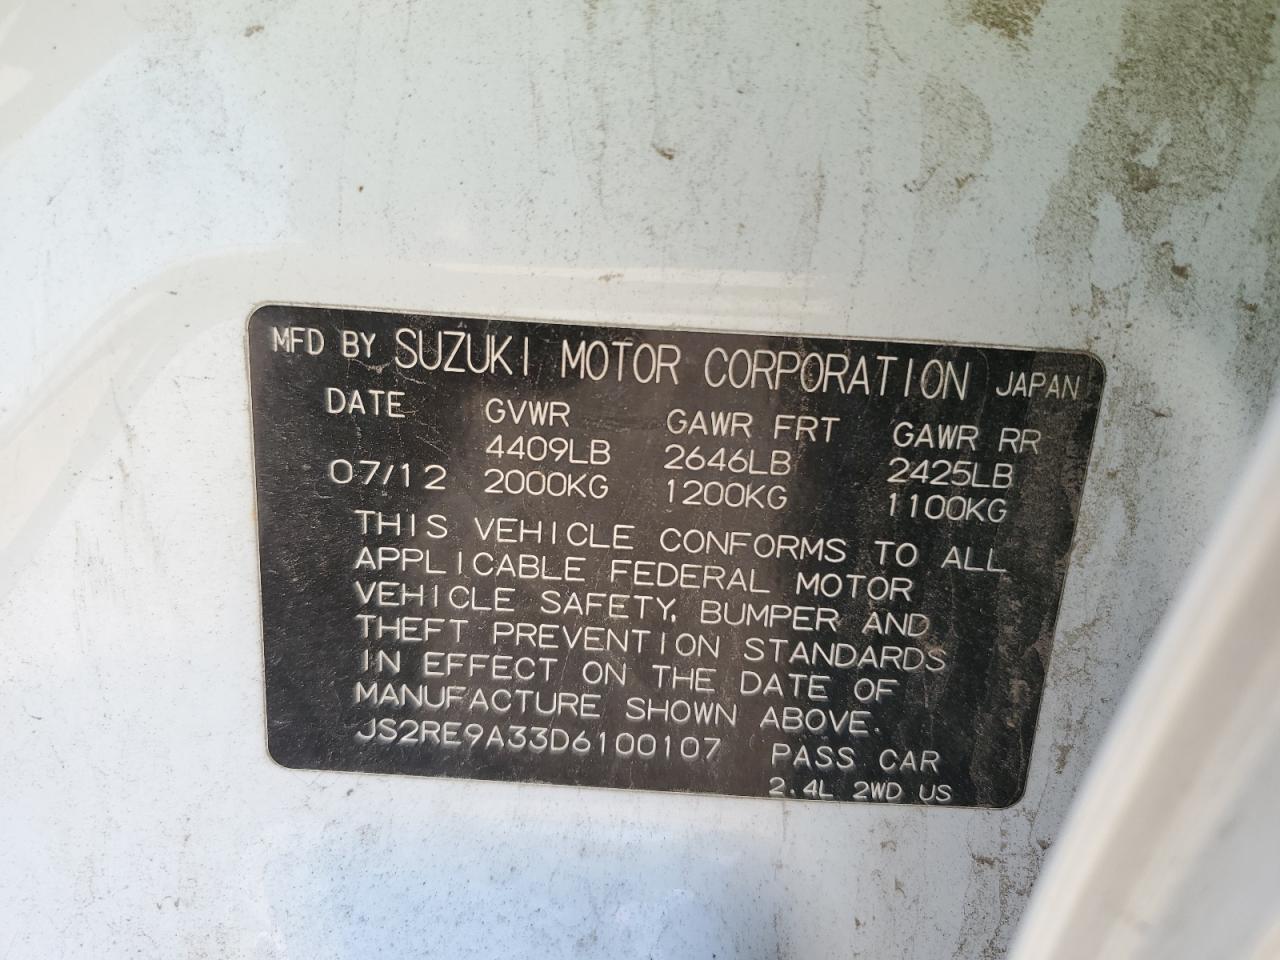 MFD BY SUZUKI MOTOR CORPORATION JAPAN
DATE GVWR GAWR FRT GAWR RR
4409LB 2646LB 2425LB
07/12 2000KG 1200KG 1100KG
THIS VEHICLE CONFORMS TO ALL
APPLICABLE FEDERAL MOTOR
VEHICLE SAFETY, BUMPER AND
THEFT PREVENTION STANDARDS
IN EFFECT ON THE DATE OF
MANUFACTURE SHOWN ABOVE.
JS2RE9A33D6100107 PASS CAR
2.4L 2WD US